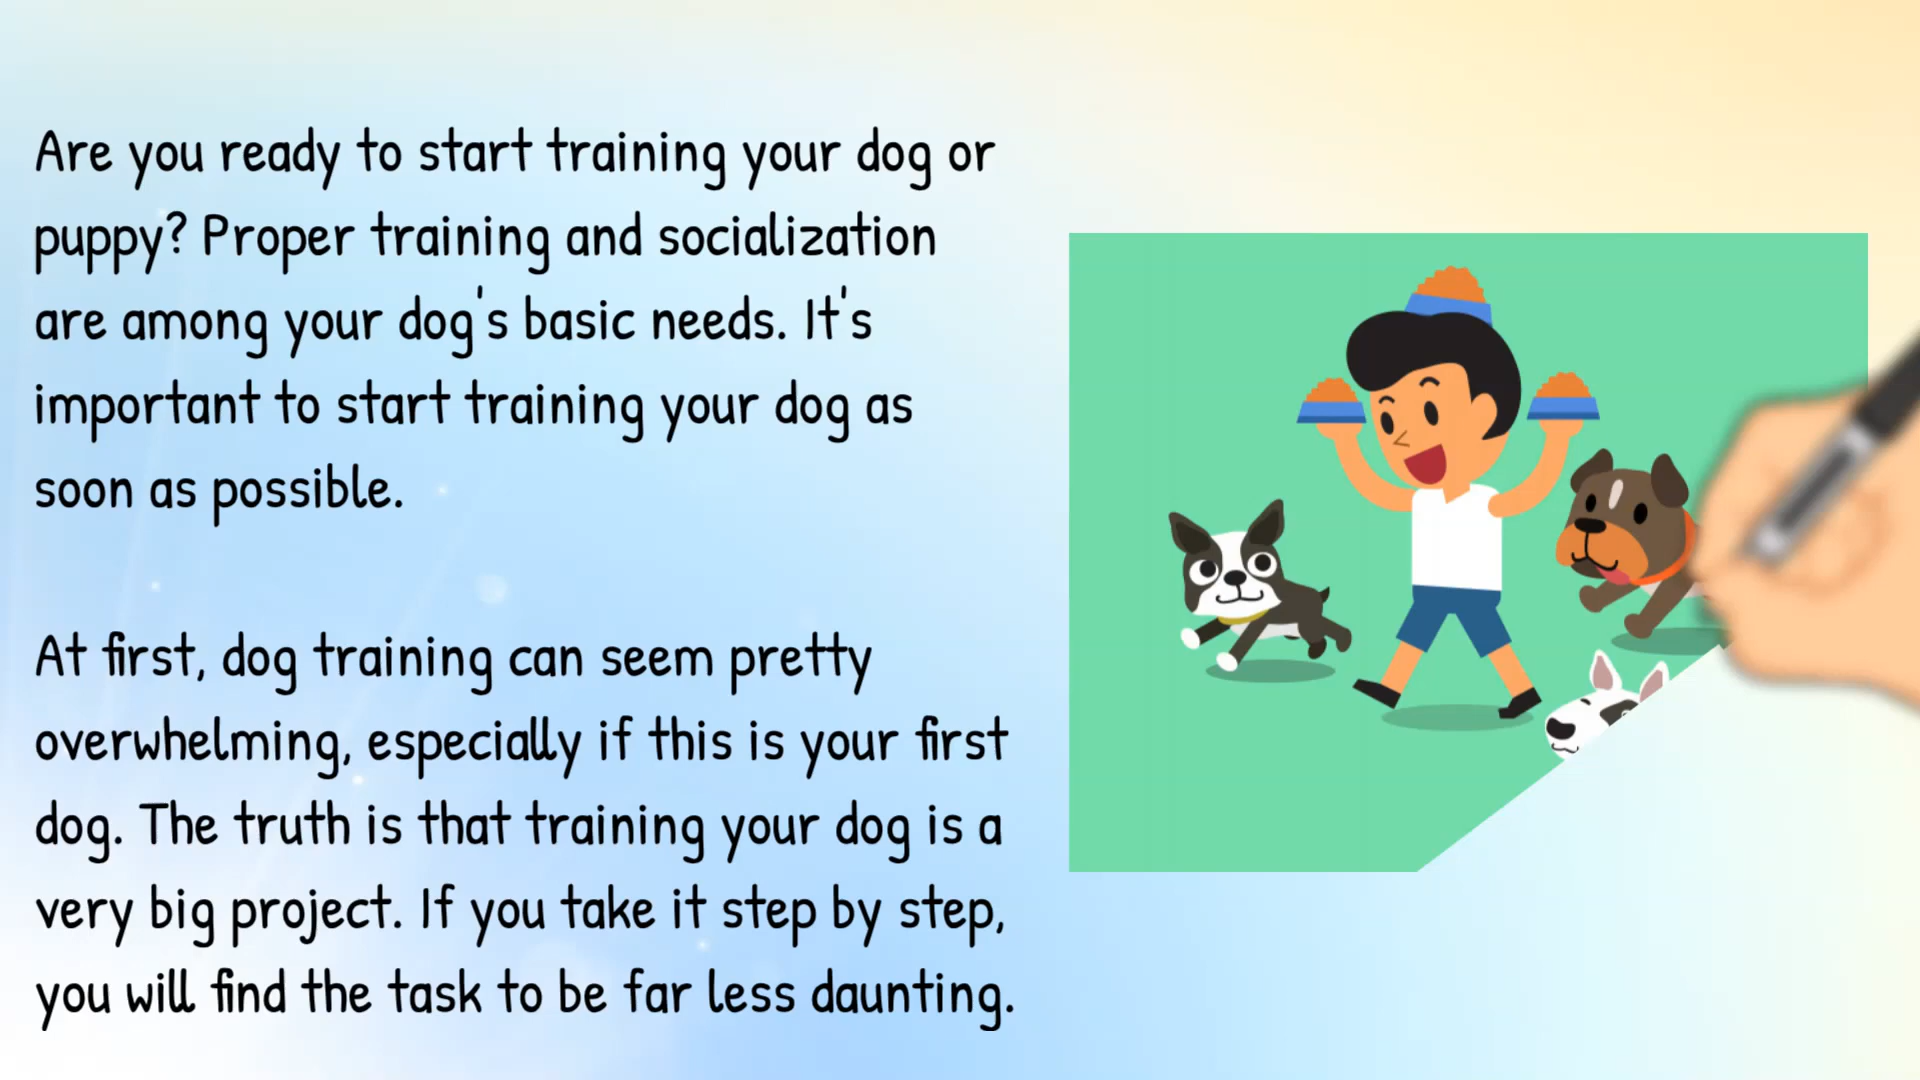 Are you ready to start training your dog or
puppy? Proper training and socialization
are among your dog's basic needs. It's
important to start training your dog as
soon as possible.
At first, dog training can seem pretty
overwhelming, especially if this is your first
dog. The truth is that training your dog is a
very big project. If you take it step by step,
you will find the task to be far less daunting.